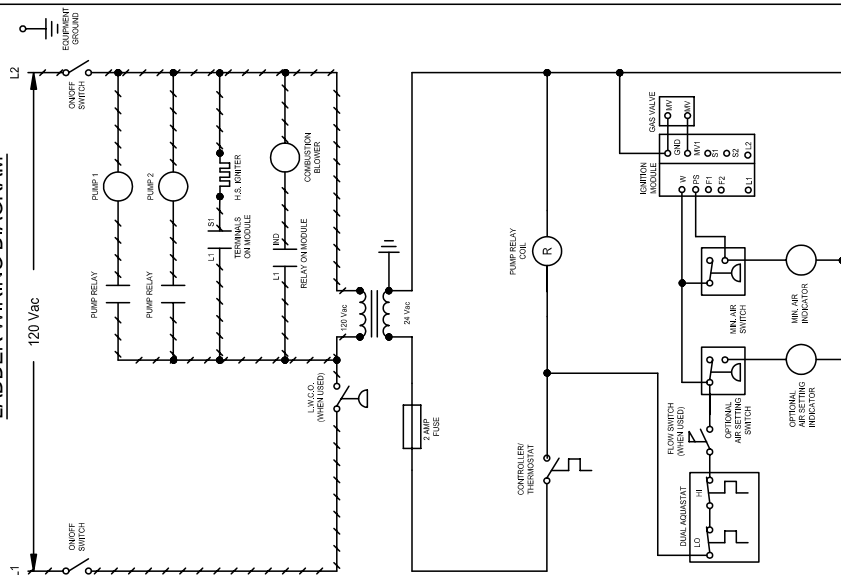 LADDER WIRING DIAGRAM
L1
120 Vac
L2
EQUIPMENT
GROUND
ON/OFF
SWITCH
ON/OFF
SWITCH
PUMP RELAY
PUMP 1
PUMP RELAY
PUMP 2
L1
S1
TERMINALS
ON MODULE
H.S. IGNITER
L1
IND
RELAY ON MODULE
COMBUSTION
BLOWER
L.W.C.O.
(WHEN USED)
120 Vac
24 Vac
2 AMP
FUSE
CONTROLLER/
THERMOSTAT
PUMP RELAY
COIL
R
DUAL AQUASTAT
LO
HI
FLOW SWITCH
(WHEN USED)
OPTIONAL
AIR SETTING
SWITCH
MIN. AIR
SWITCH
OPTIONAL
AIR SETTING
INDICATOR
MIN. AIR
INDICATOR
IGNITION
MODULE
W
PS
F1
F2
L1
GND
MV1
S1
S2
L2
GAS VALVE
MV
MV